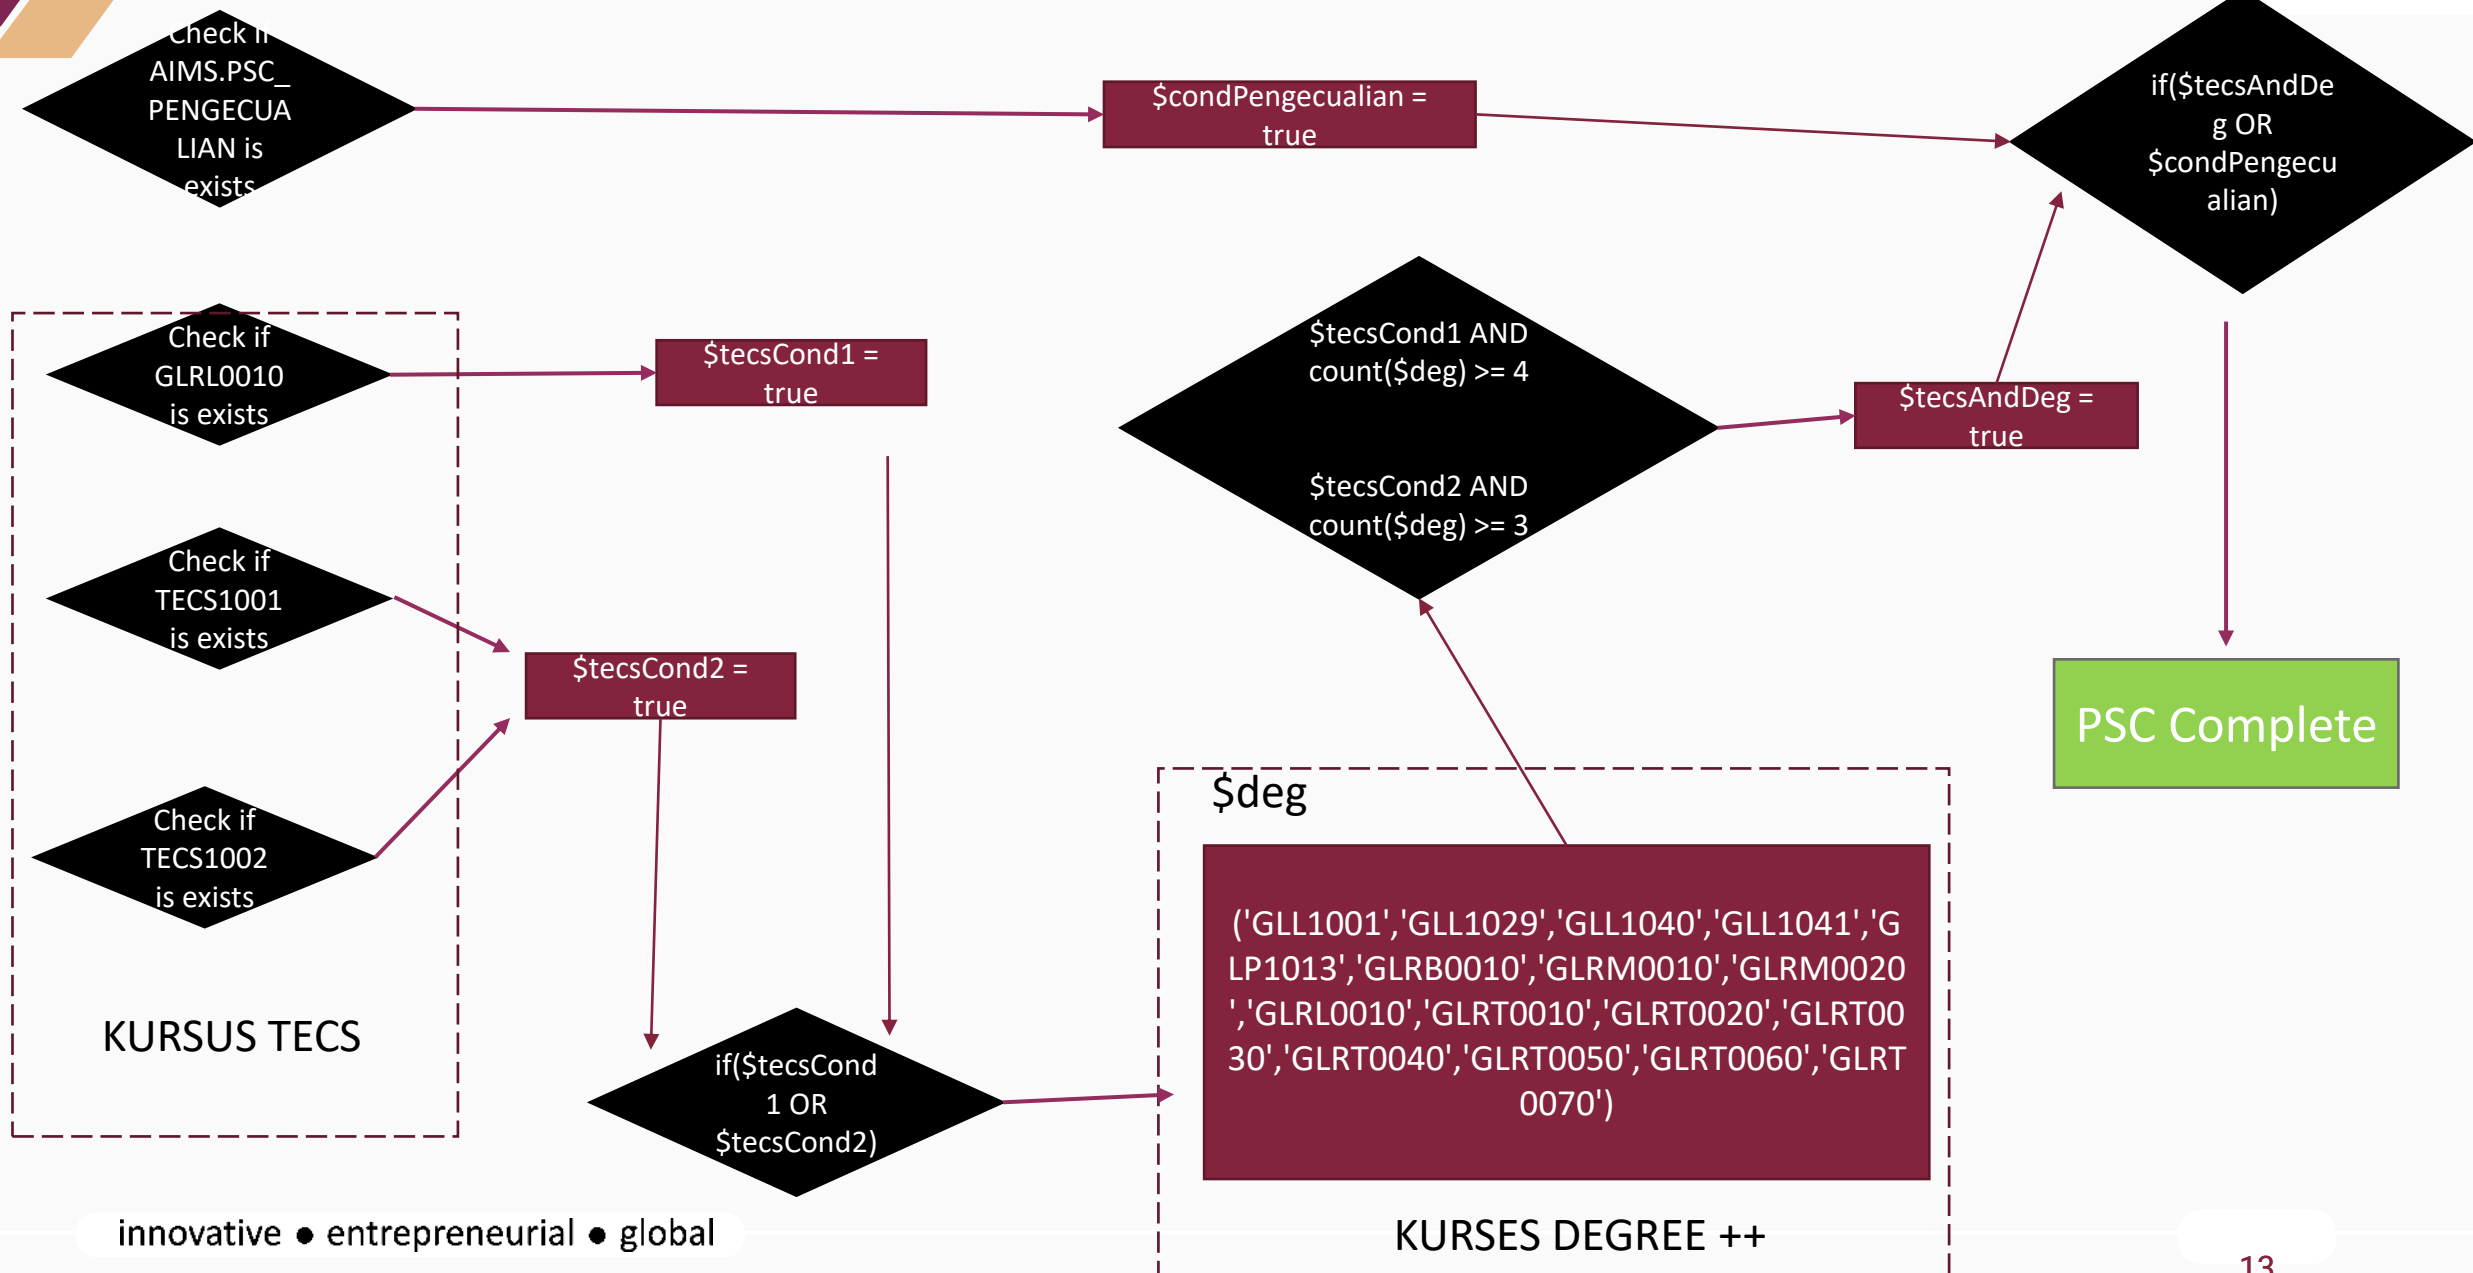 Check if
AIMS.PSC_
PENGECUA
LIAN is
exists
$condPengecualian =
true
if($tecsAndDe
g OR
$condPengecu
alian)
Check if
GLRL0010
is exists
$tecsCond1 =
true
$tecsCond1 AND
count($deg) >= 4
$tecsCond2 AND
count($deg) >= 3
$tecsAndDeg =
true
Check if
TECS1001
is exists
$tecsCond2 =
true
Check if
TECS1002
is exists
KURSUS TECS
if($tecsCond
1 OR
$tecsCond2)
$deg
('GLL1001','GLL1029','GLL1040','GLL1041','G
LP1013','GLRB0010','GLRM0010','GLRM0020
','GLRL0010','GLRT0010','GLRT0020','GLRT00
30','GLRT0040','GLRT0050','GLRT0060','GLRT
0070')
KURSES DEGREE ++
PSC Complete
innovative ● entrepreneurial ● global
13